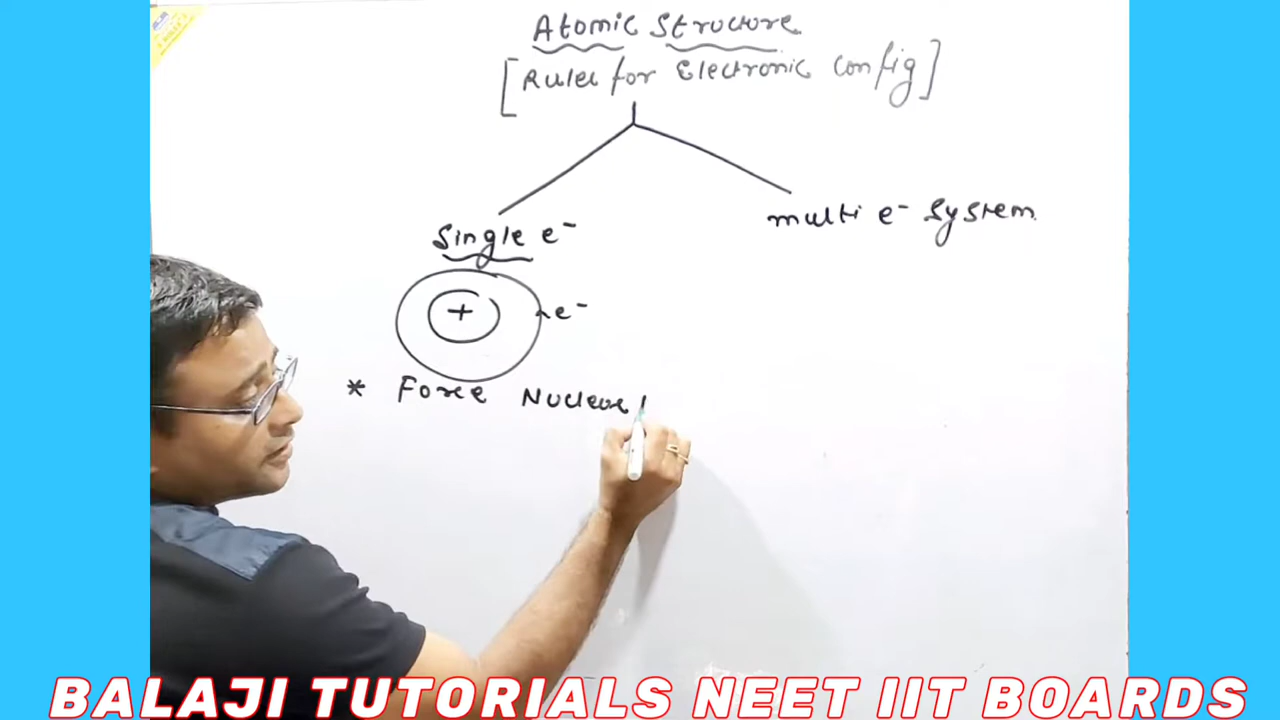 Atomic Structure
[Rules for Electronic config]
Single e⁻
multi e⁻ system
+
e⁻
* Force Nucleus
BALAJI TUTORIALS NEET IIT BOARDS